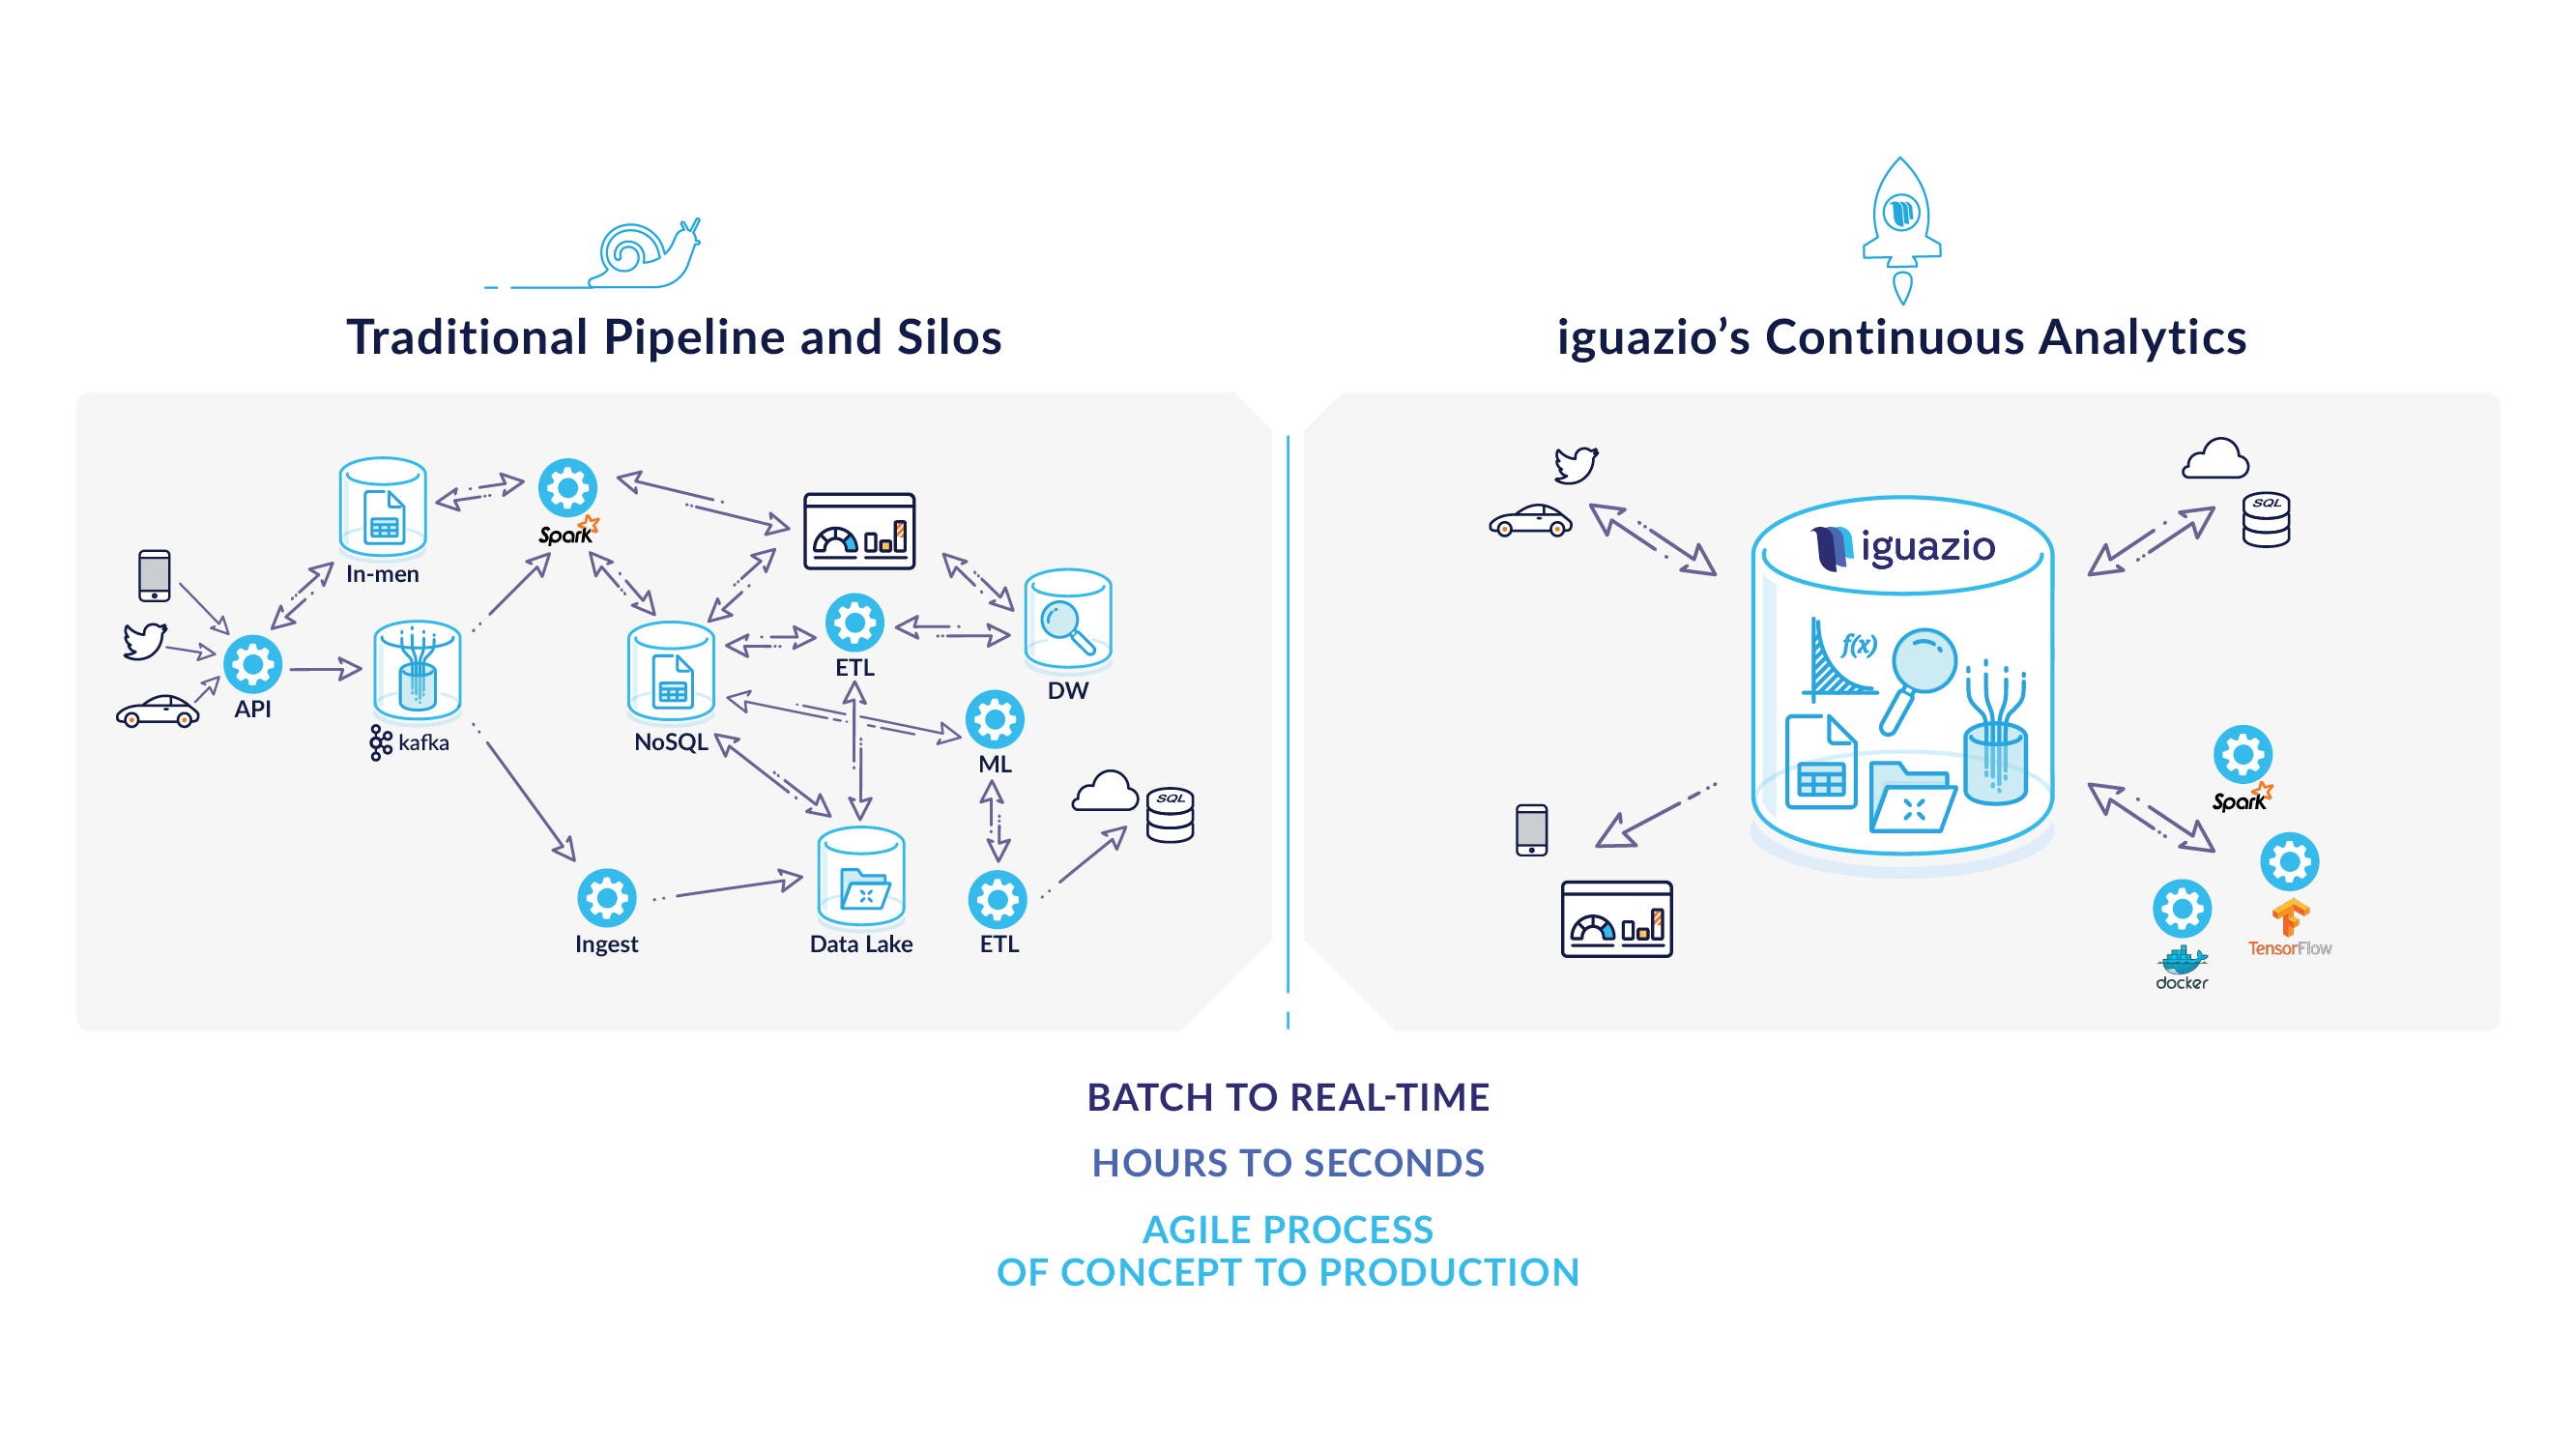 Traditional Pipeline and Silos
iguazio’s Continuous Analytics
In-men
Spark
API
kafka
NoSQL
ETL
DW
ML
SQL
Ingest
Data Lake
ETL
iguazio
f(x)
SQL
Spark
TensorFlow
docker
BATCH TO REAL-TIME
HOURS TO SECONDS
AGILE PROCESS
OF CONCEPT TO PRODUCTION